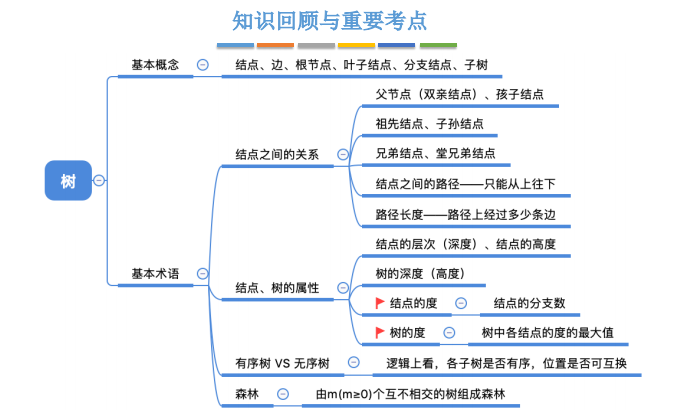 知识回顾与重要考点
基本概念
结点、边、根节点、叶子结点、分支结点、子树
父节点（双亲结点）、孩子结点
祖先结点、子孙结点
结点之间的关系
兄弟结点、堂兄弟结点
树
结点之间的路径——只能从上往下
路径长度——路径上经过多少条边
结点的层次（深度）、结点的高度
基本术语
树的深度（高度）
结点、树的属性
结点的度
结点的分支数
树的度
树中各结点的度的最大值
有序树 VS 无序树
逻辑上看，各子树是否有序，位置是否可互换
森林
由m(m≥0)个互不相交的树组成森林